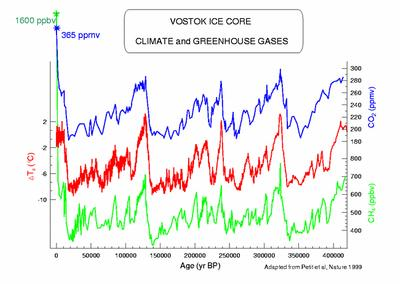 1600 ppbv
365 ppmv
VOSTOK ICE CORE
CLIMATE and GREENHOUSE GASES
300
280
260
240
220
200
180
CO2 (ppmv)
2
-2
-6
-10
ΔTs (°C)
800
700
600
500
400
CH4 (ppbv)
0 50000 100000 150000 200000 250000 300000 350000 400000
Age (yr BP)
Adapted from Petit et al, Nature 1999